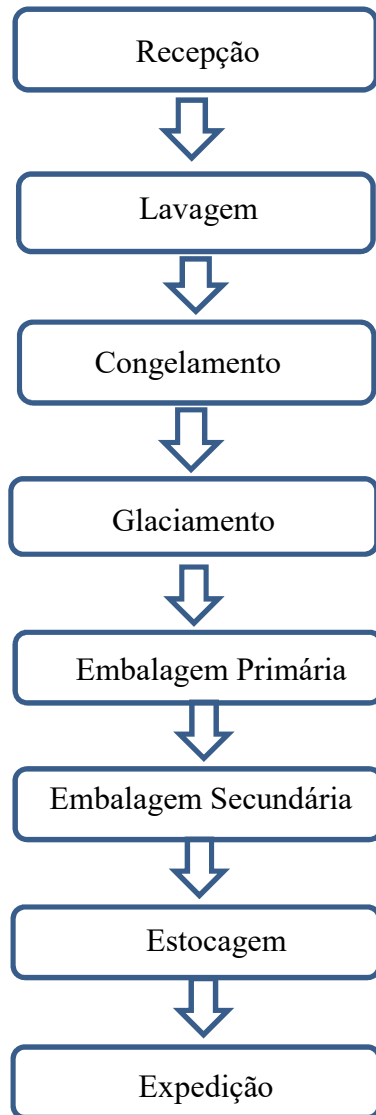 Recepção
Lavagem
Congelamento
Glaciamento
Embalagem Primária
Embalagem Secundária
Estocagem
Expedição